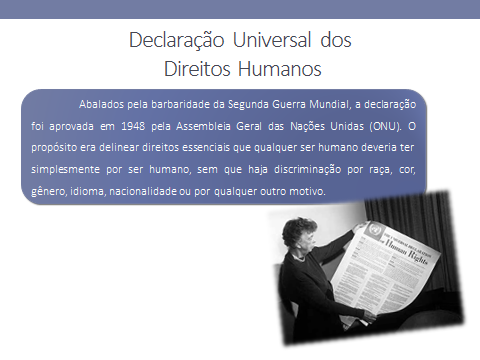 Declaração Universal dos
Direitos Humanos
Abalados pela barbaridade da Segunda Guerra Mundial, a declaração
foi aprovada em 1948 pela Assembleia Geral das Nações Unidas (ONU). O
propósito era delinear direitos essenciais que qualquer ser humano deveria ter
simplesmente por ser humano, sem que haja discriminação por raça, cor,
gênero, idioma, nacionalidade ou por qualquer outro motivo.
Human Rights